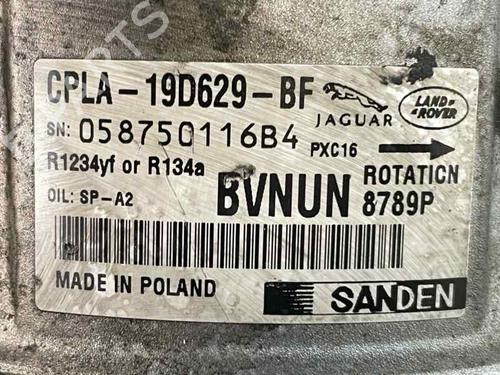 CPLA-19D629-BF
JAGUAR
LAND ROVER
SN: 058750116B4
PXC16
R1234yf or R134a
ROTATION
OIL: SP-A2
BVNUN
8789P
MADE IN POLAND
SANDEN